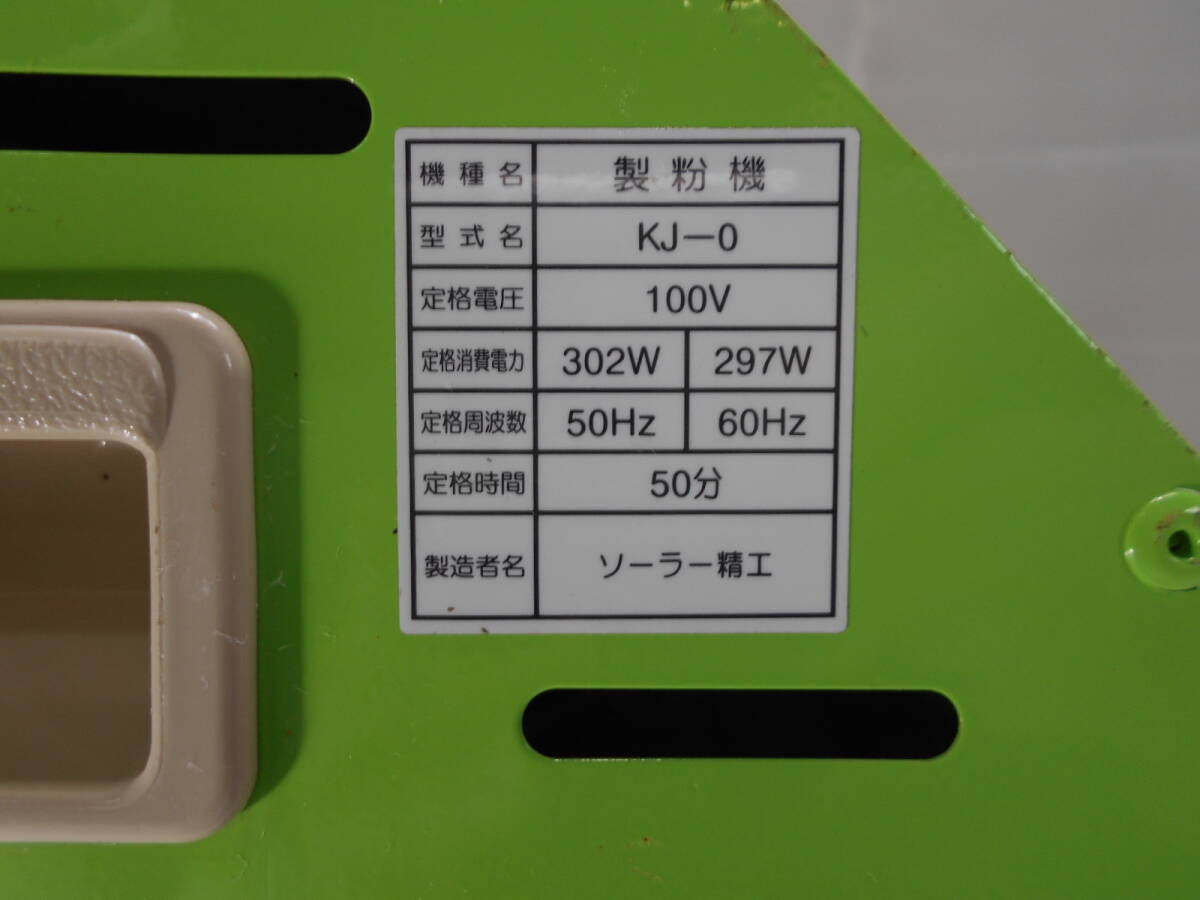 機種名 製粉機
型式名 KJ-0
定格電圧 100V
定格消費電力 302W 297W
定格周波数 50Hz 60Hz
定格時間 50分
製造者名 ソーラー精工